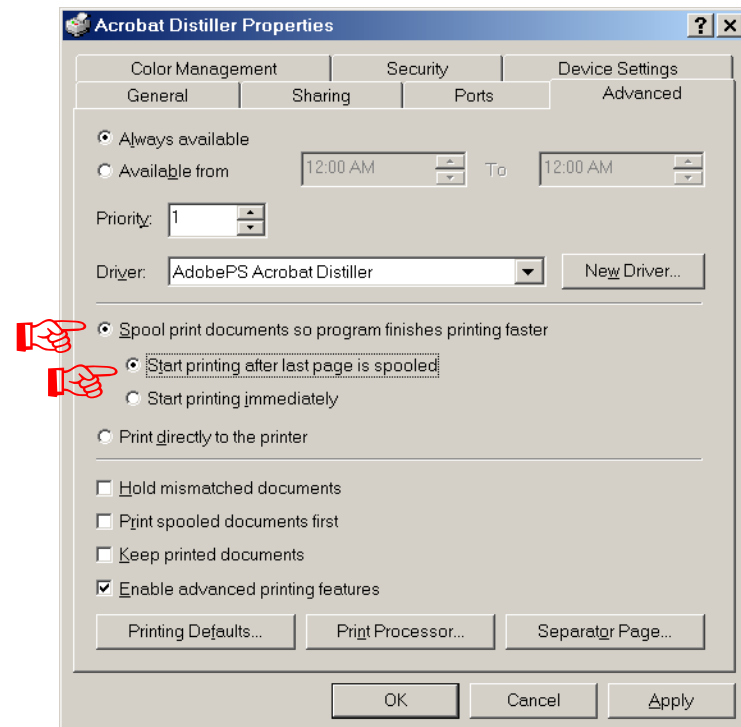 Acrobat Distiller Properties
Color Management Security Device Settings
General Sharing Ports Advanced
Always available
Available from 12:00 AM To 12:00 AM
Priority: 1
Driver: AdobePS Acrobat Distiller New Driver...
Spool print documents so program finishes printing faster
Start printing after last page is spooled
Start printing immediately
Print directly to the printer
Hold mismatched documents
Print spooled documents first
Keep printed documents
Enable advanced printing features
Printing Defaults... Print Processor... Separator Page...
OK Cancel Apply